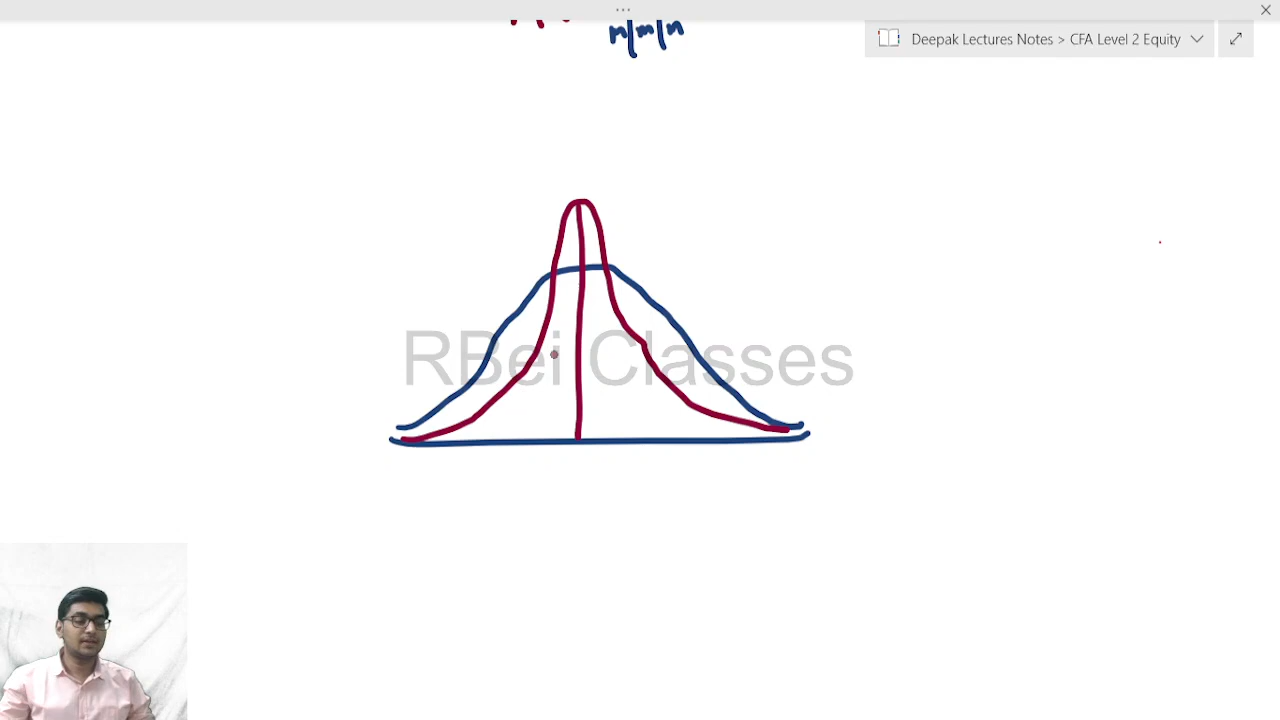 Deepak Lectures Notes > CFA Level 2 Equity
m/m/n
RBei Classes